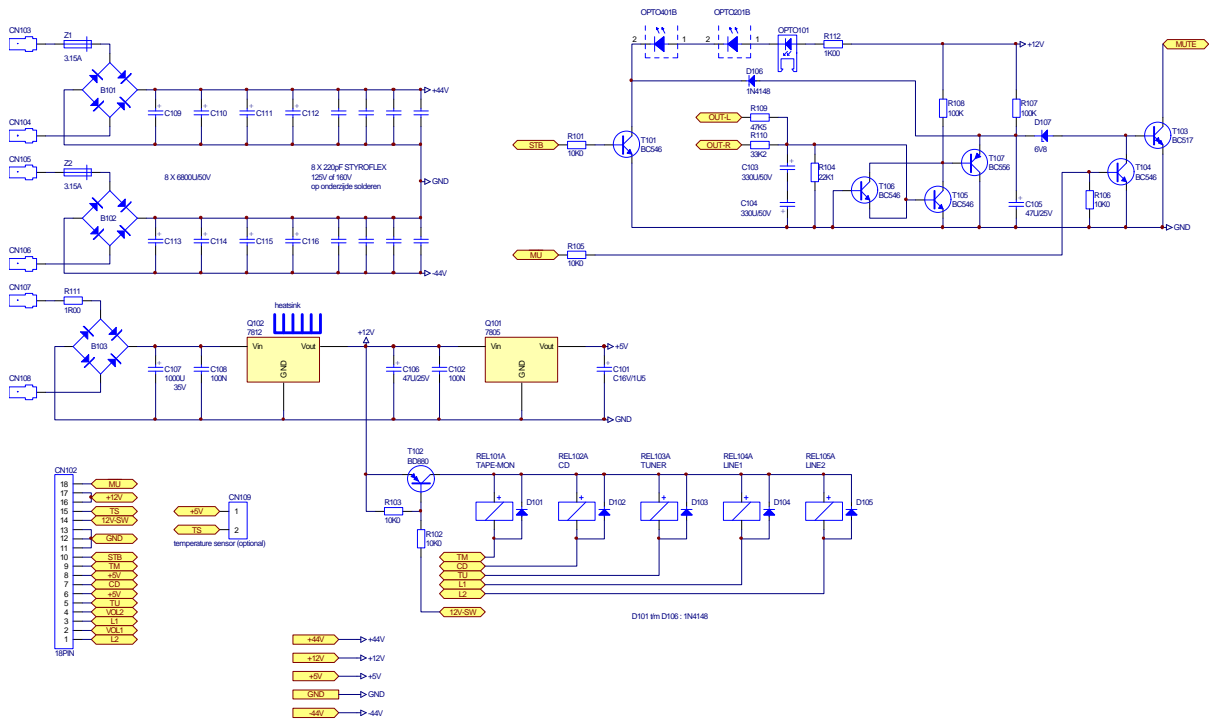 CN103
Z1
3.15A
B101
+44V
C109
C110
C111
C112
CN104
CN105
Z2
3.15A
8 X 6800U/50V
8 X 220pF STYROFLEX
125V of 160V
op onderzijde solderen
GND
B102
C113
C114
C115
C116
CN106
-44V
CN107
R111
1R00
B103
CN108
C107
1000U
35V
C108
100N
heatsink
Q102
7812
Vin
Vout
GND
+12V
C106
47U/25V
C102
100N
Q101
7805
Vin
Vout
GND
+5V
C101
C16V/1U5
GND
OPTO401B
OPTO201B
OPTO101
2
1
2
1
R112
1K00
+12V
MUTE
D106
1N4148
R108
100K
R107
100K
D107
6V8
T103
BC517
STB
R101
10K0
T101
BC546
OUT-L
R109
47K5
OUT-R
R110
33K2
C103
330U/50V
C104
330U/50V
R104
22K1
T106
BC546
T107
BC556
T105
BC546
C105
47U/25V
T104
BC546
R106
10K0
GND
MU
R105
10K0
T102
BD880
R103
10K0
R102
10K0
REL101A
TAPE-MON
REL102A
CD
REL103A
TUNER
REL104A
LINE1
REL105A
LINE2
D101
D102
D103
D104
D105
TM
CD
TU
L1
L2
12V-SW
D101 t/m D106 : 1N4148
CN102
18 MU
17
16 +12V
15 TS
14 12V-SW
13
12 GND
11
10 STB
9 TM
8 +5V
7 CD
6 +5V
5 TU
4 VOL2
3 L1
2 VOL1
1 L2
18PIN
CN109
+5V 1
TS 2
temperature sensor (optional)
+44V +44V
+12V +12V
+5V +5V
GND GND
-44V -44V